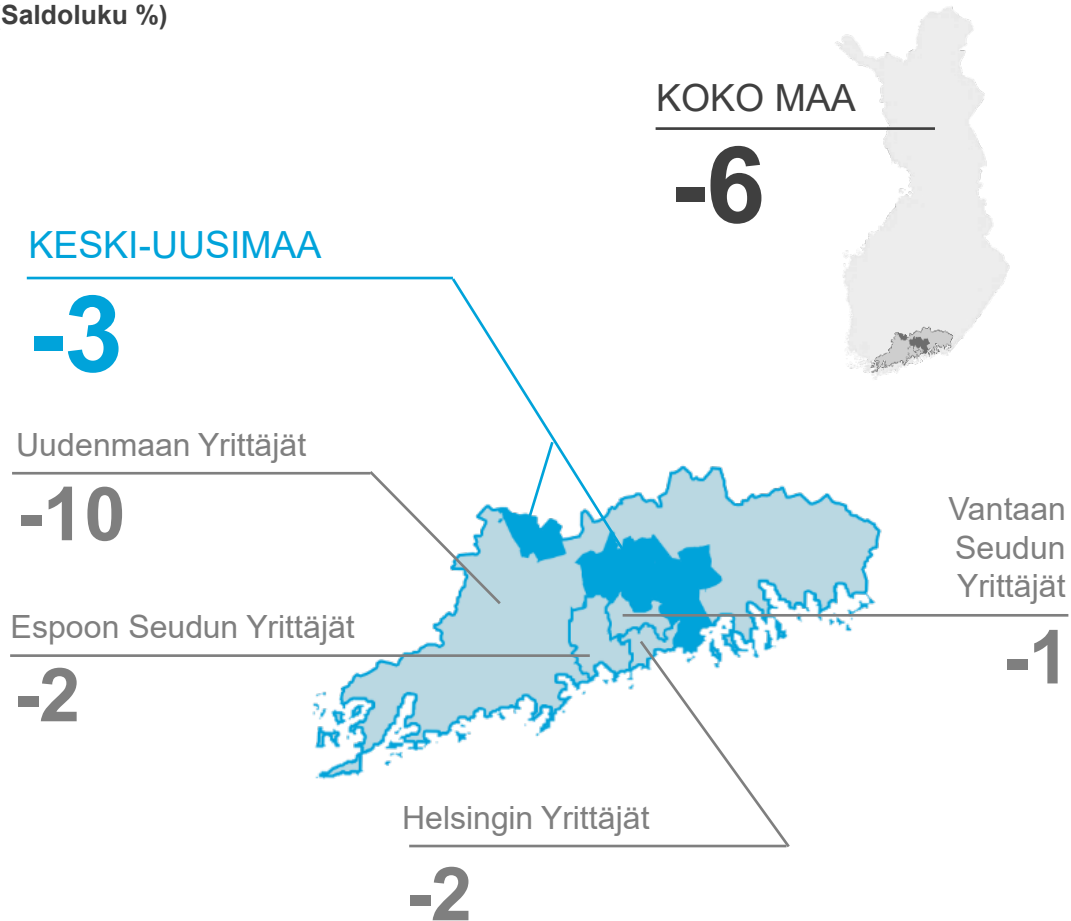 Saldoluku %)
KOKO MAA
-6
KESKI-UUSIMAA
-3
Uudenmaan Yrittäjät
-10
Vantaan
Seudun
Yrittäjät
-1
Espoon Seudun Yrittäjät
-2
Helsingin Yrittäjät
-2